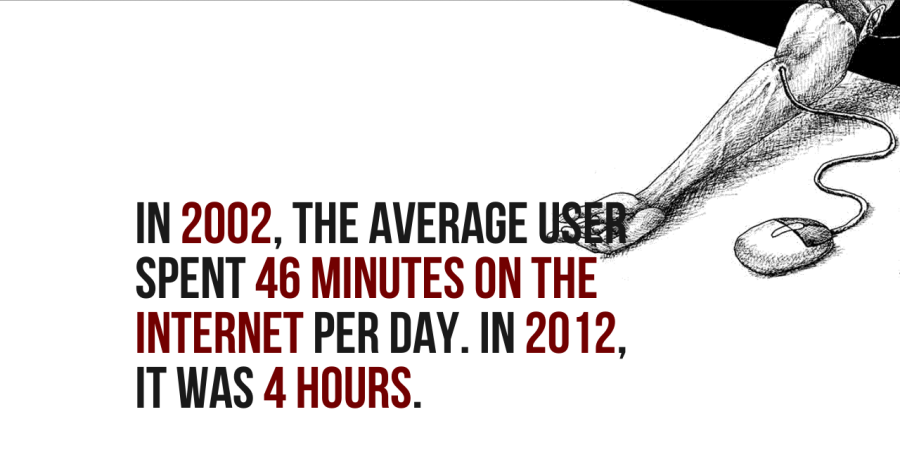 IN 2002, THE AVERAGE USER
SPENT 46 MINUTES ON THE
INTERNET PER DAY. IN 2012,
IT WAS 4 HOURS.